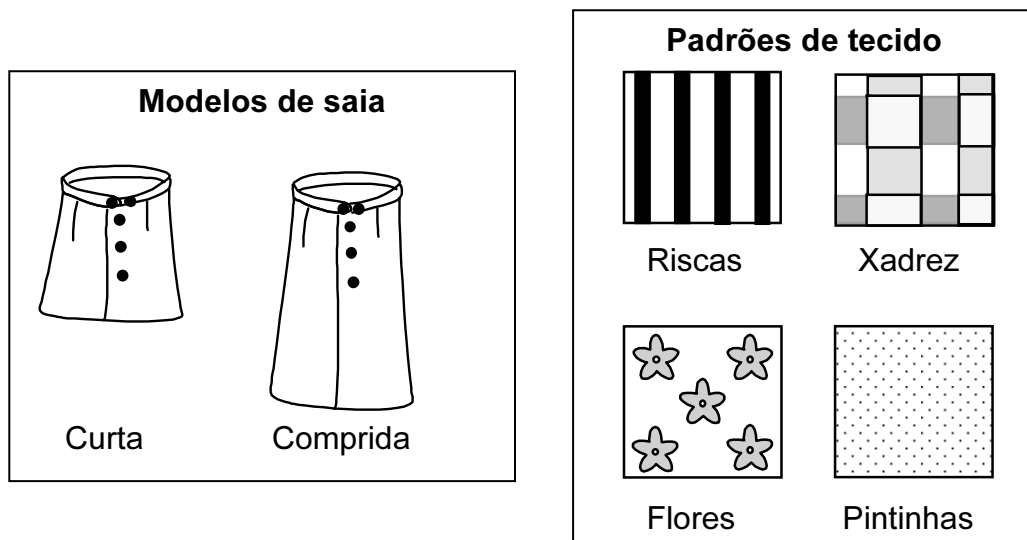 Modelos de saia
Curta Comprida
Padrões de tecido
Riscas Xadrez
Flores Pintinhas